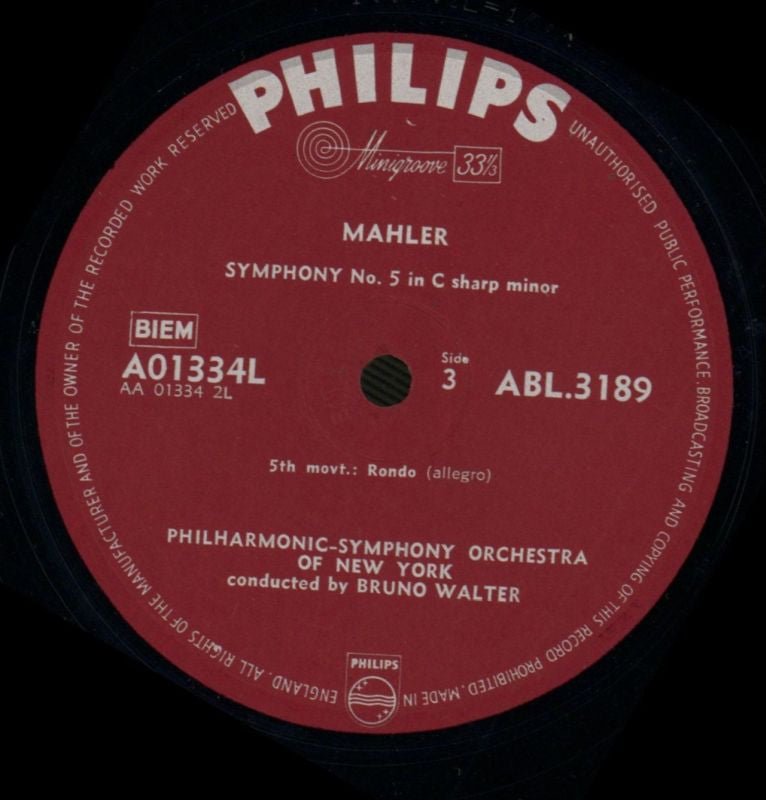 PHILIPS
Minigroove 33⅓
MAHLER
SYMPHONY No. 5 in C sharp minor
BIEM
A01334L
AA 01334 2L
Side
3
ABL.3189
5th movt.: Rondo (allegro)
PHILHARMONIC-SYMPHONY ORCHESTRA
OF NEW YORK
conducted by BRUNO WALTER
PHILIPS
ALL RIGHTS OF THE MANUFACTURER AND OF THE OWNER OF THE RECORDED WORK RESERVED
UNAUTHORISED PUBLIC PERFORMANCE. BROADCASTING AND COPYING OF THIS RECORD PROHIBITED. MADE IN ENGLAND.